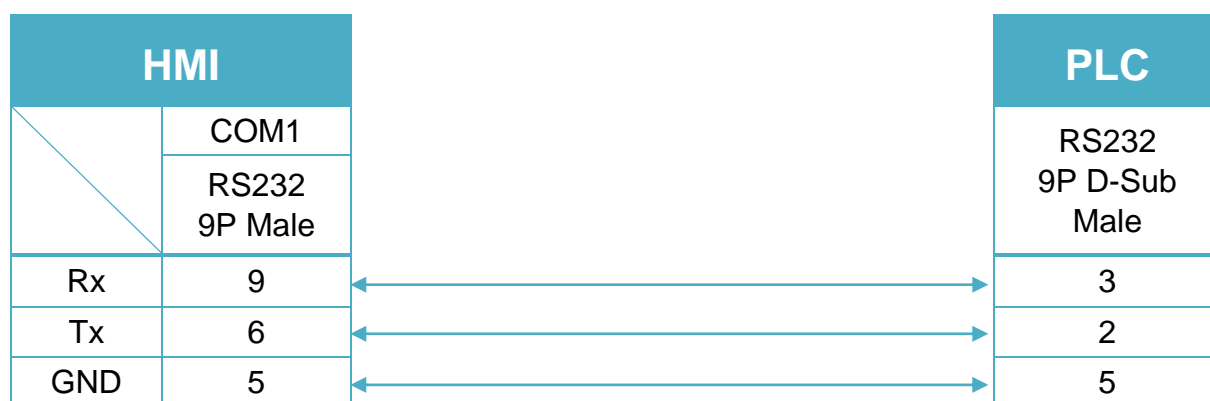 HMI
PLC
COM1
RS232
9P Male
RS232
9P D-Sub
Male
Rx 9 3
Tx 6 2
GND 5 5